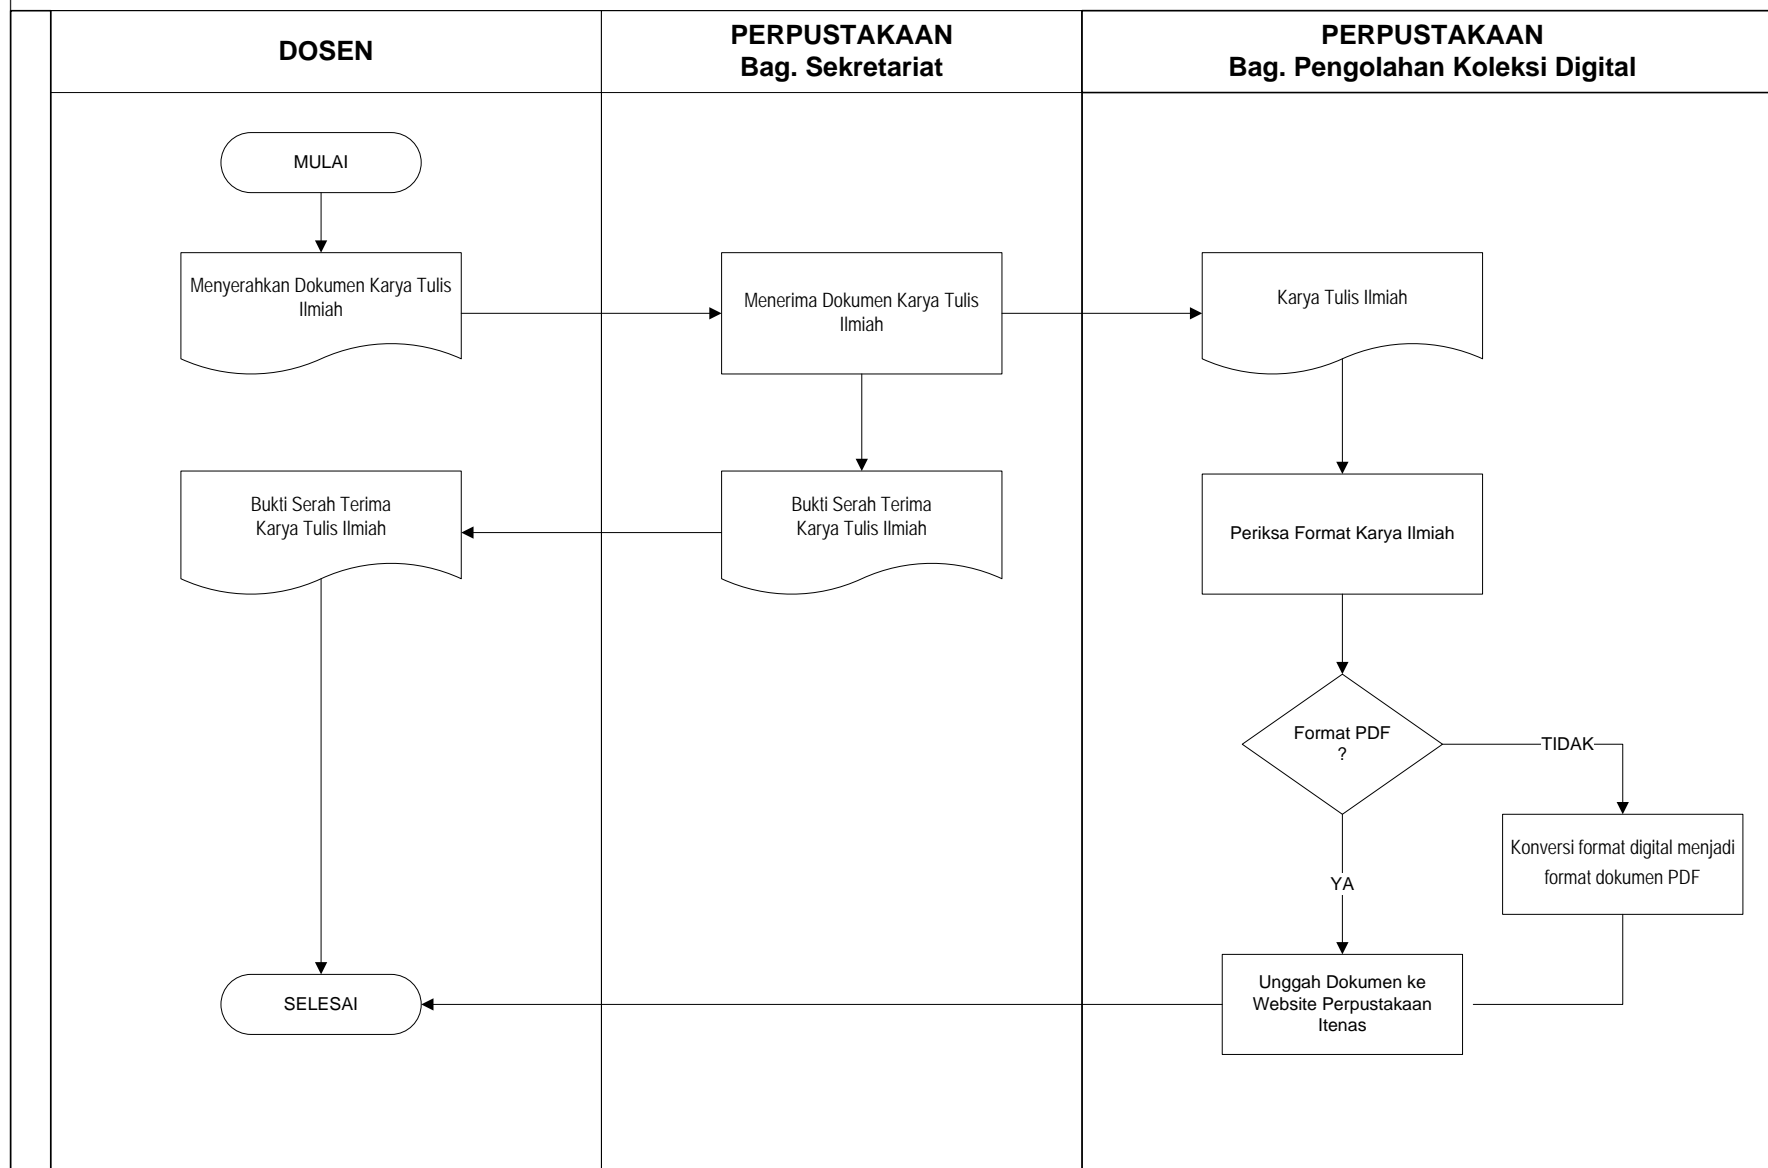 DOSEN
PERPUSTAKAAN
Bag. Sekretariat
PERPUSTAKAAN
Bag. Pengolahan Koleksi Digital
MULAI
Menyerahkan Dokumen Karya Tulis
Ilmiah
Menerima Dokumen Karya Tulis
Ilmiah
Karya Tulis Ilmiah
Bukti Serah Terima
Karya Tulis Ilmiah
Bukti Serah Terima
Karya Tulis Ilmiah
Periksa Format Karya Ilmiah
Format PDF
?
TIDAK
Konversi format digital menjadi
format dokumen PDF
YA
Unggah Dokumen ke
Website Perpustakaan
Itenas
SELESAI